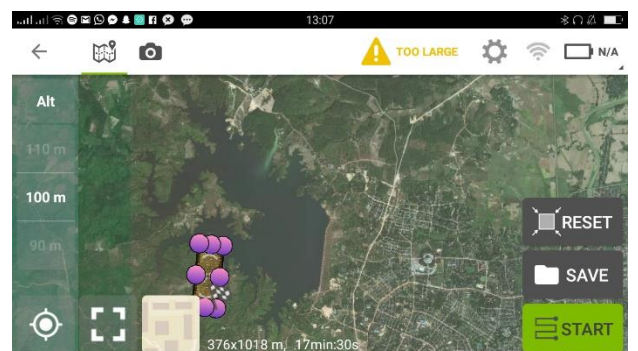 13:07
TOO LARGE
N/A
Alt
110 m
100 m
90 m
RESET
SAVE
START
376x1018 m, 17min:30s